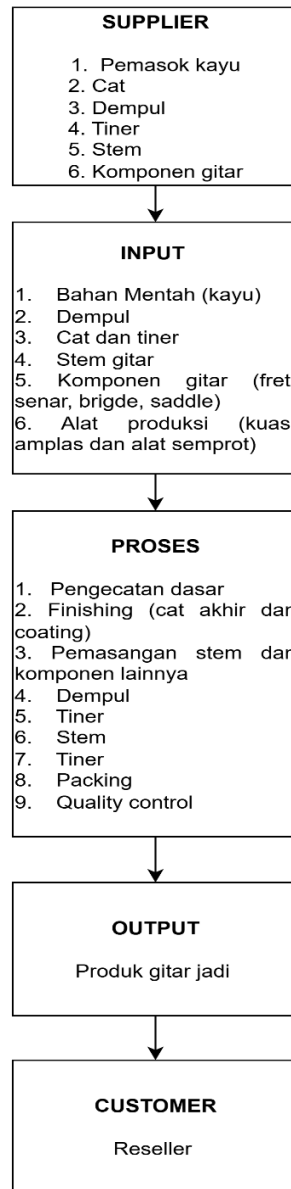 SUPPLIER
1. Pemasok kayu
2. Cat
3. Dempul
4. Tiner
5. Stem
6. Komponen gitar
INPUT
1. Bahan Mentah (kayu)
2. Dempul
3. Cat dan tiner
4. Stem gitar
5. Komponen gitar (fret
senar, brigde, saddle)
6. Alat produksi (kuas
amplas dan alat semprot)
PROSES
1. Pengecatan dasar
2. Finishing (cat akhir dan
coating)
3. Pemasangan stem dan
komponen lainnya
4. Dempul
5. Tiner
6. Stem
7. Tiner
8. Packing
9. Quality control
OUTPUT
Produk gitar jadi
CUSTOMER
Reseller